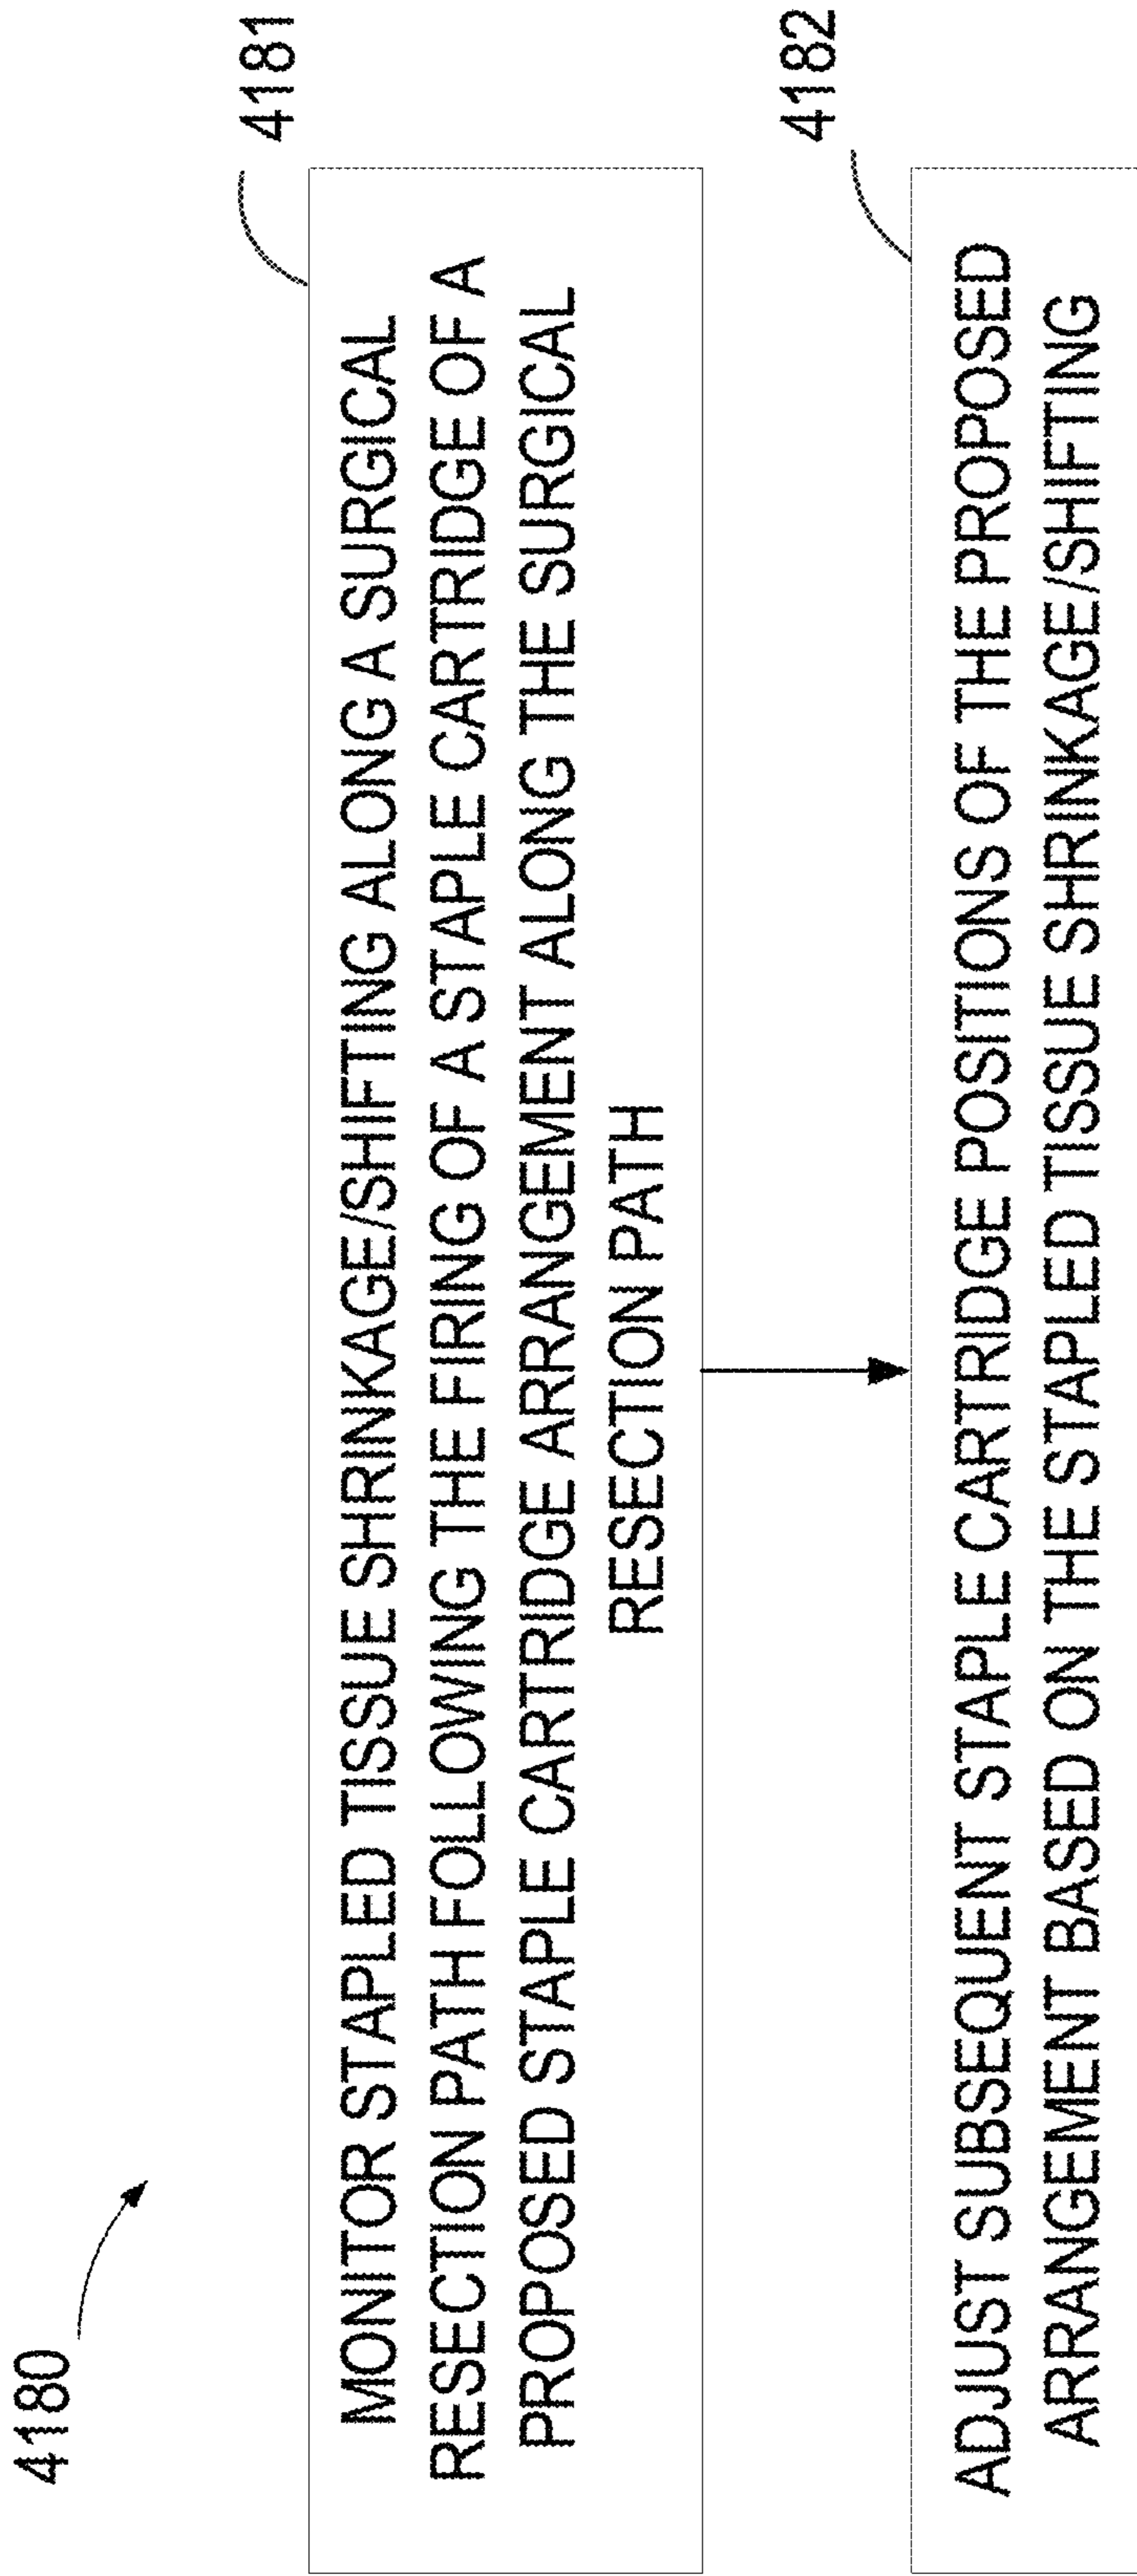 4180
4181
MONITOR STAPLED TISSUE SHRINKAGE/SHIFTING ALONG A SURGICAL
RESECTION PATH FOLLOWING THE FIRING OF A STAPLE CARTRIDGE OF A
PROPOSED STAPLE CARTRIDGE ARRANGEMENT ALONG THE SURGICAL
RESECTION PATH
4182
ADJUST SUBSEQUENT STAPLE CARTRIDGE POSITIONS OF THE PROPOSED
ARRANGEMENT BASED ON THE STAPLED TISSUE SHRINKAGE/SHIFTING